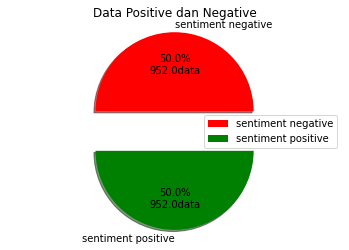 Data Positive dan Negative
sentiment negative
50.0%
952.0data
sentiment negative
sentiment positive
50.0%
952.0data
sentiment positive